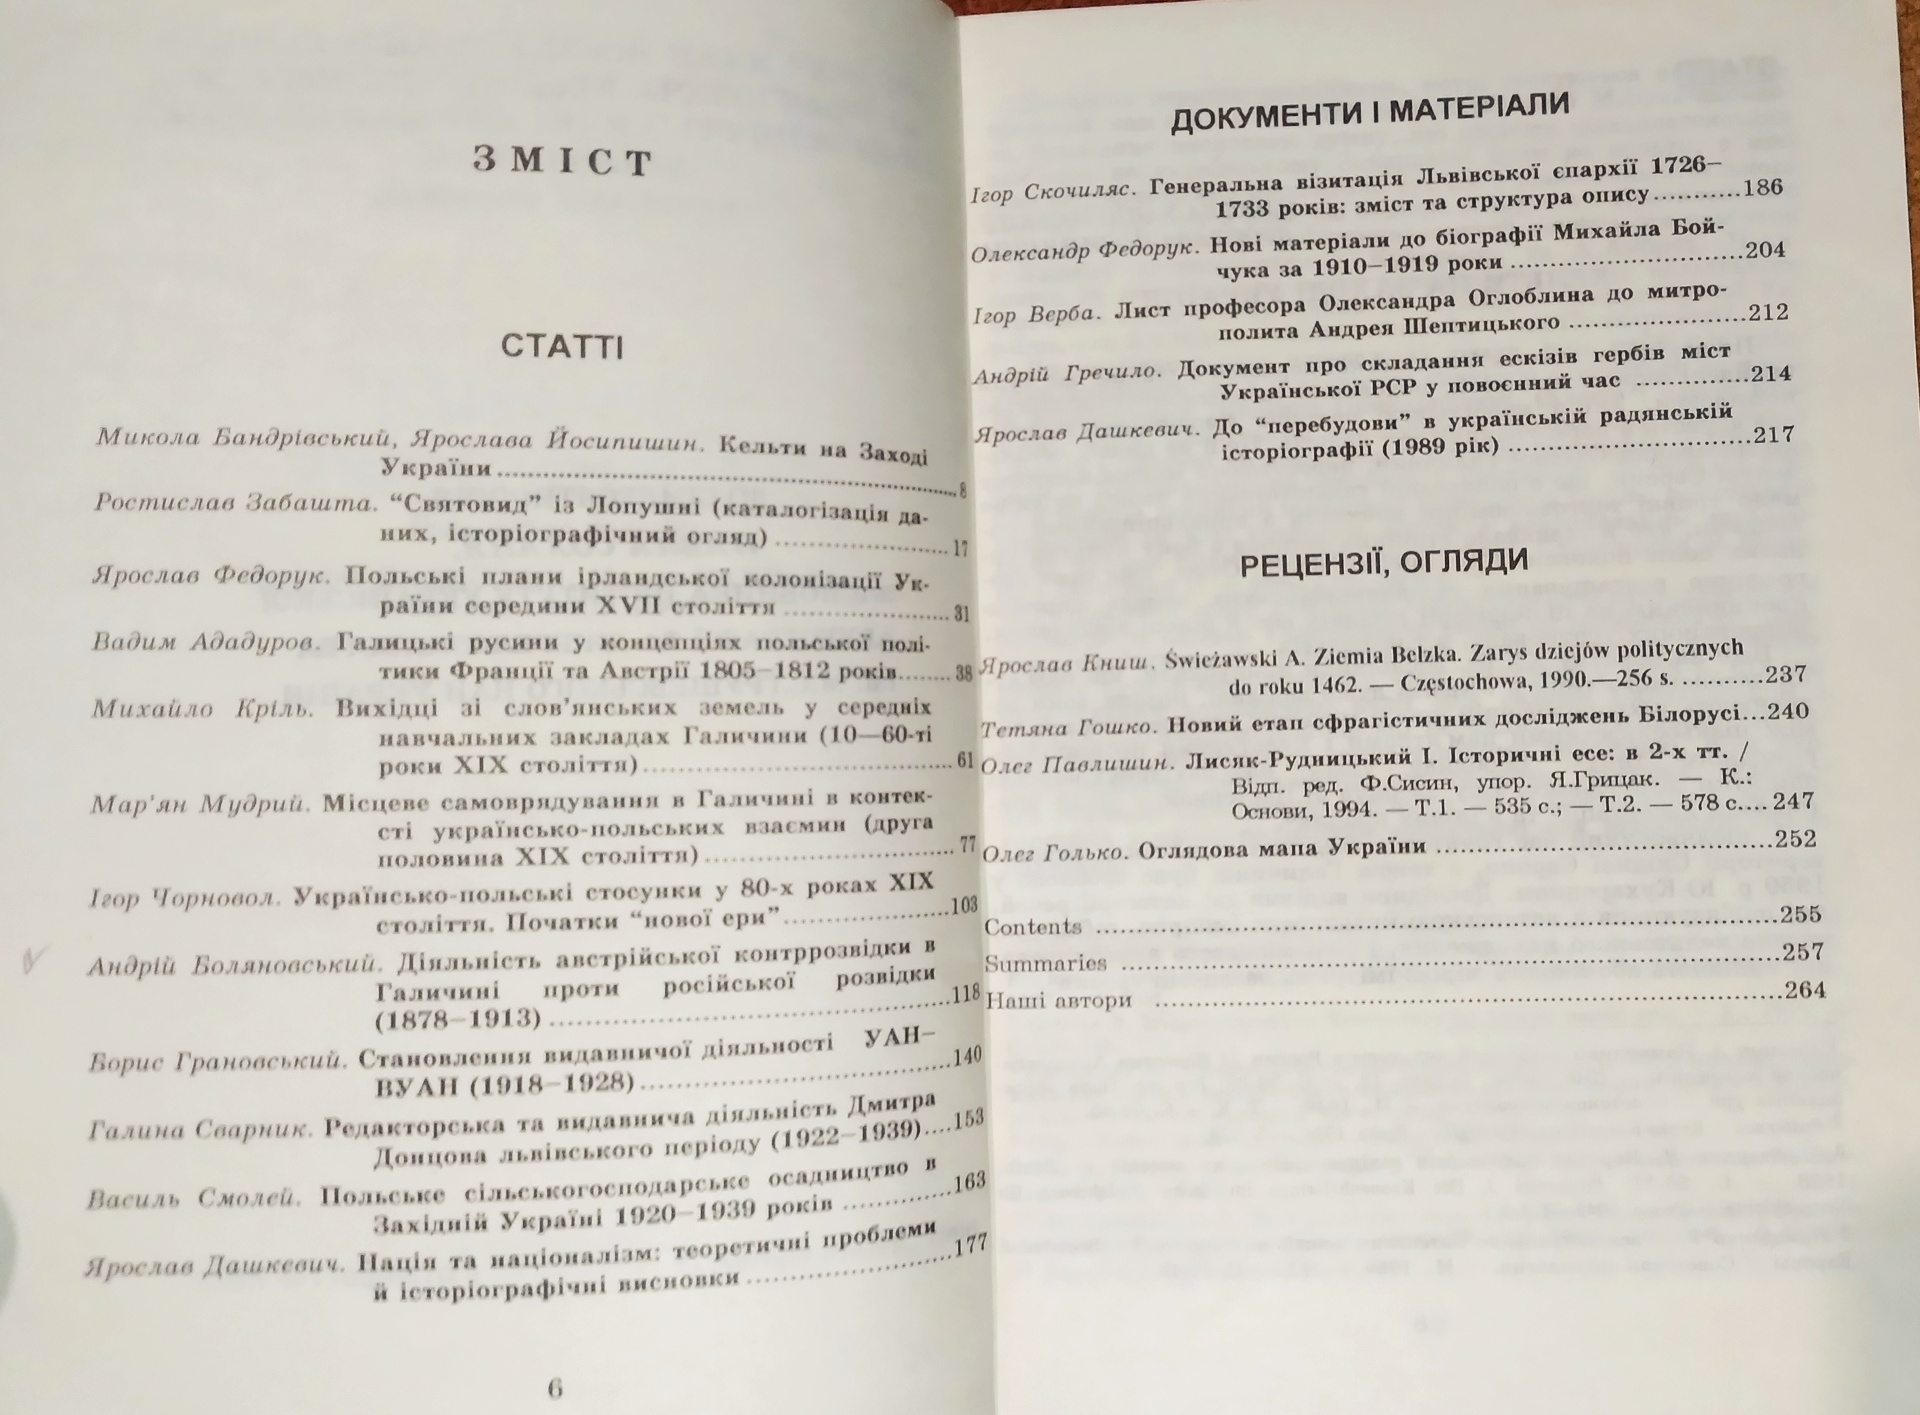 ЗМІСТ
СТАТТІ
Микола Бандрівський, Ярослава Йосипишин. Кельти на Заході
України ........ 8
Ростислав Забашта. “Святовид” із Лопушні (каталогізація да-
них, історіографічний огляд) ........ 17
Ярослав Федорук. Польські плани ірландської колонізації Ук-
раїни середини XVII століття ........ 31
Вадим Ададуров. Галицькі русини у концепціях польської полі-
тики Франції та Австрії 1805–1812 років ........ 38
Михайло Кріль. Вихідці зі слов’янських земель у середніх
навчальних закладах Галичини (10—60-ті
роки XIX століття) ........ 61
Мар’ян Мудрий. Місцеве самоврядування в Галичині в контек-
сті українсько-польських взаємин (друга
половина XIX століття) ........ 77
Ігор Чорновол. Українсько-польські стосунки у 80-х роках XIX
століття. Початки “нової ери” ........ 103
Андрій Боляновський. Діяльність австрійської контррозвідки в
Галичині проти російської розвідки
(1878–1913) ........ 118
Борис Грановський. Становлення видавничої діяльності УАН–
ВУАН (1918–1928) ........ 140
Галина Сварник. Редакторська та видавнича діяльність Дмитра
Донцова львівського періоду (1922–1939) .... 153
Василь Смолей. Польське сільськогосподарське осадництво в
Західній Україні 1920–1939 років ........ 163
Ярослав Дашкевич. Нація та націоналізм: теоретичні проблеми
й історіографічні висновки ........ 177
6
ДОКУМЕНТИ І МАТЕРІАЛИ
Ігор Скочиляс. Генеральна візитація Львівської єпархії 1726–
1733 років: зміст та структура опису ........ 186
Олександр Федорук. Нові матеріали до біографії Михайла Бой-
чука за 1910–1919 роки ........ 204
Ігор Верба. Лист професора Олександра Оглоблина до митро-
полита Андрея Шептицького ........ 212
Андрій Гречило. Документ про складання ескізів гербів міст
Української РСР у повоєнний час ........ 214
Ярослав Дашкевич. До “перебудови” в українській радянській
історіографії (1989 рік) ........ 217
РЕЦЕНЗІЇ, ОГЛЯДИ
Ярослав Книш. Świeżawski A. Ziemia Belzka. Zarys dziejów politycznych
do roku 1462. — Częstochowa, 1990.—256 s. ........ 237
Тетяна Гошко. Новий етап сфрагістичних досліджень Білорусі...240
Олег Павлишин. Лисяк-Рудницький І. Історичні есе: в 2-х тт. /
Відп. ред. Ф.Сисин, упор. Я.Грицак. — К.:
Основи, 1994. — Т.1. — 535 с.; — Т.2. — 578 с.... 247
Олег Голько. Оглядова мапа України ........ 252
Contents ........ 255
Summaries ........ 257
Наші автори ........ 264